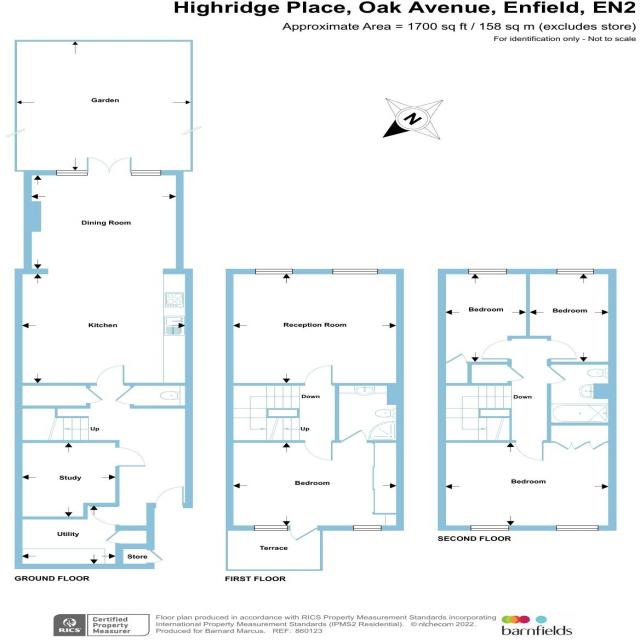 Highridge Place, Oak Avenue, Enfield, EN2
Approximate Area = 1700 sq ft / 158 sq m (excludes store)
For identification only - Not to scale
Garden
N
Dining Room
Kitchen
Up
Study
Utility
Store
GROUND FLOOR
Reception Room
Down
Up
Bedroom
Terrace
FIRST FLOOR
Bedroom
Bedroom
Down
Bedroom
SECOND FLOOR
RICS
Certified
Property
Measurer
Floor plan produced in accordance with RICS Property Measurement Standards incorporating
International Property Measurement Standards (IPMS2 Residential). © nichecom 2022.
Produced for Barnard Marcus. REF: 860123
barnfields